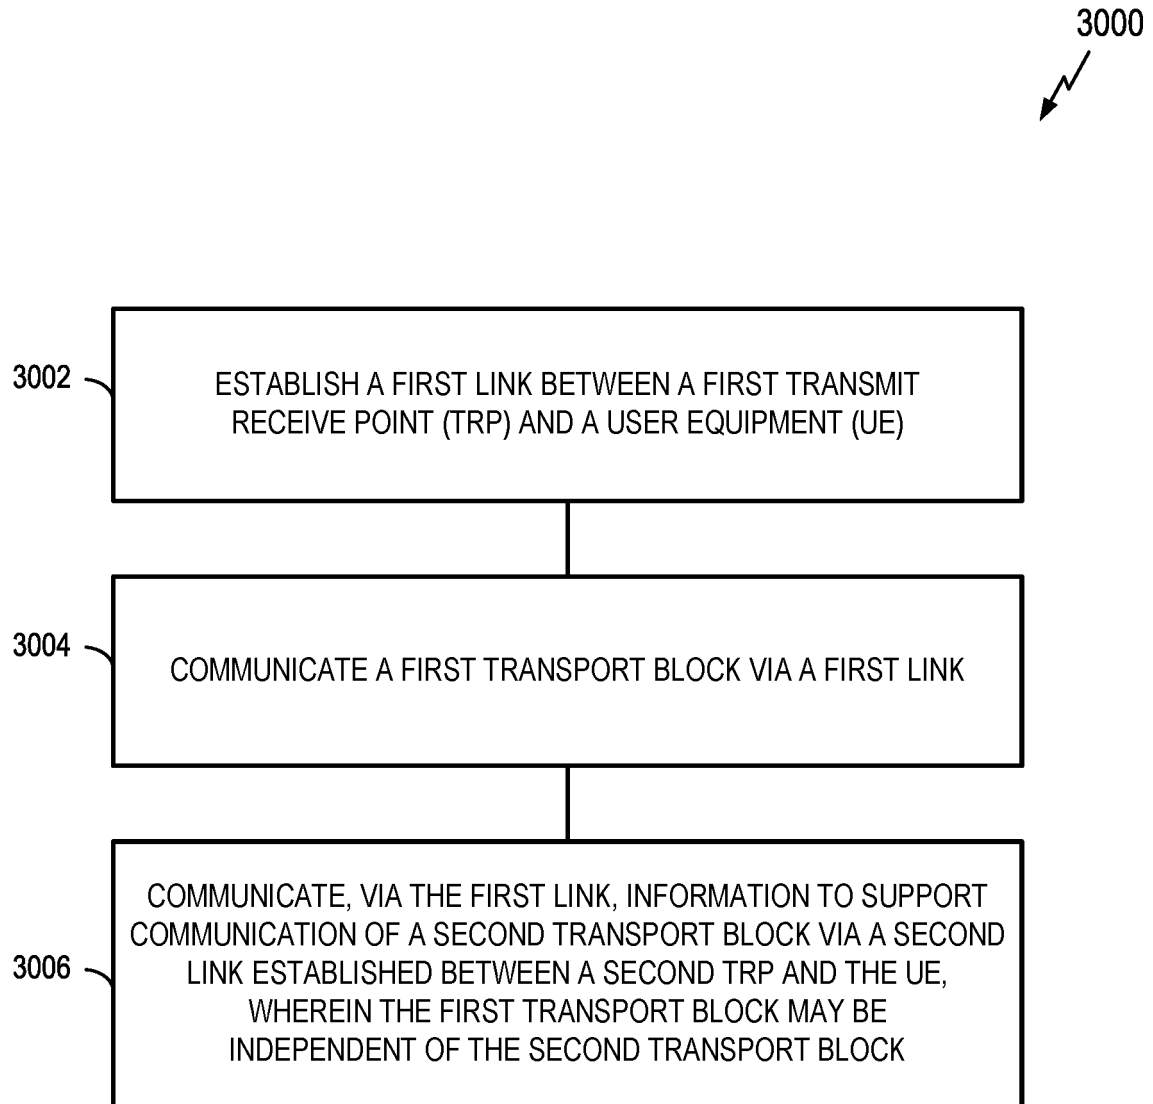 3000
3002
ESTABLISH A FIRST LINK BETWEEN A FIRST TRANSMIT
RECEIVE POINT (TRP) AND A USER EQUIPMENT (UE)
3004
COMMUNICATE A FIRST TRANSPORT BLOCK VIA A FIRST LINK
3006
COMMUNICATE, VIA THE FIRST LINK, INFORMATION TO SUPPORT
COMMUNICATION OF A SECOND TRANSPORT BLOCK VIA A SECOND
LINK ESTABLISHED BETWEEN A SECOND TRP AND THE UE,
WHEREIN THE FIRST TRANSPORT BLOCK MAY BE
INDEPENDENT OF THE SECOND TRANSPORT BLOCK